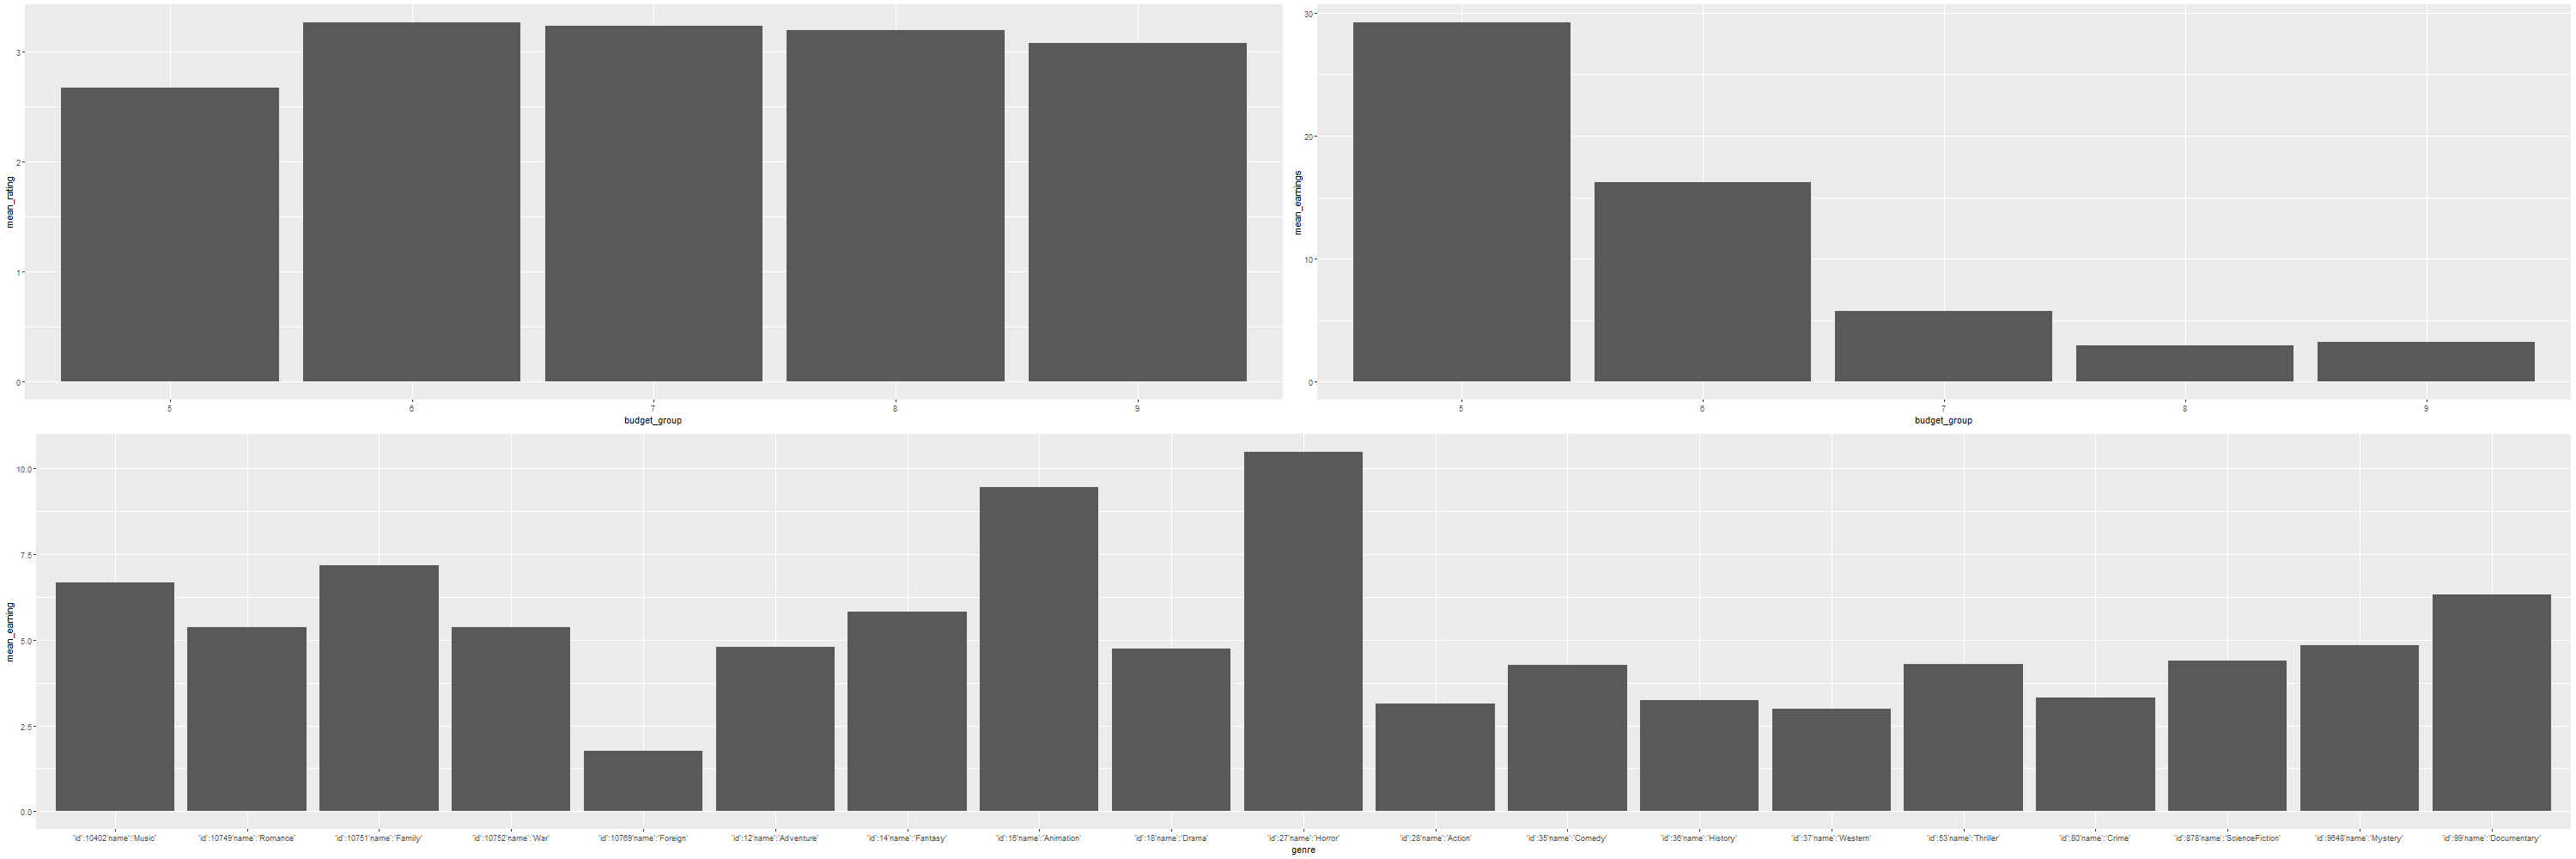 mean_rating
3
2
1
0
5 6 7 8 9
budget_group
mean_earnings
30
20
10
0
5 6 7 8 9
budget_group
mean_earning
10.0
7.5
5.0
2.5
0.0
'id':10402'name':'Music' 'id':10749'name':'Romance' 'id':10751'name':'Family' 'id':10752'name':'War' 'id':10769'name':'Foreign' 'id':12'name':'Adventure' 'id':14'name':'Fantasy' 'id':16'name':'Animation' 'id':18'name':'Drama' 'id':27'name':'Horror' 'id':28'name':'Action' 'id':35'name':'Comedy' 'id':36'name':'History' 'id':37'name':'Western' 'id':53'name':'Thriller' 'id':80'name':'Crime' 'id':878'name':'ScienceFiction' 'id':9648'name':'Mystery' 'id':99'name':'Documentary'
genre